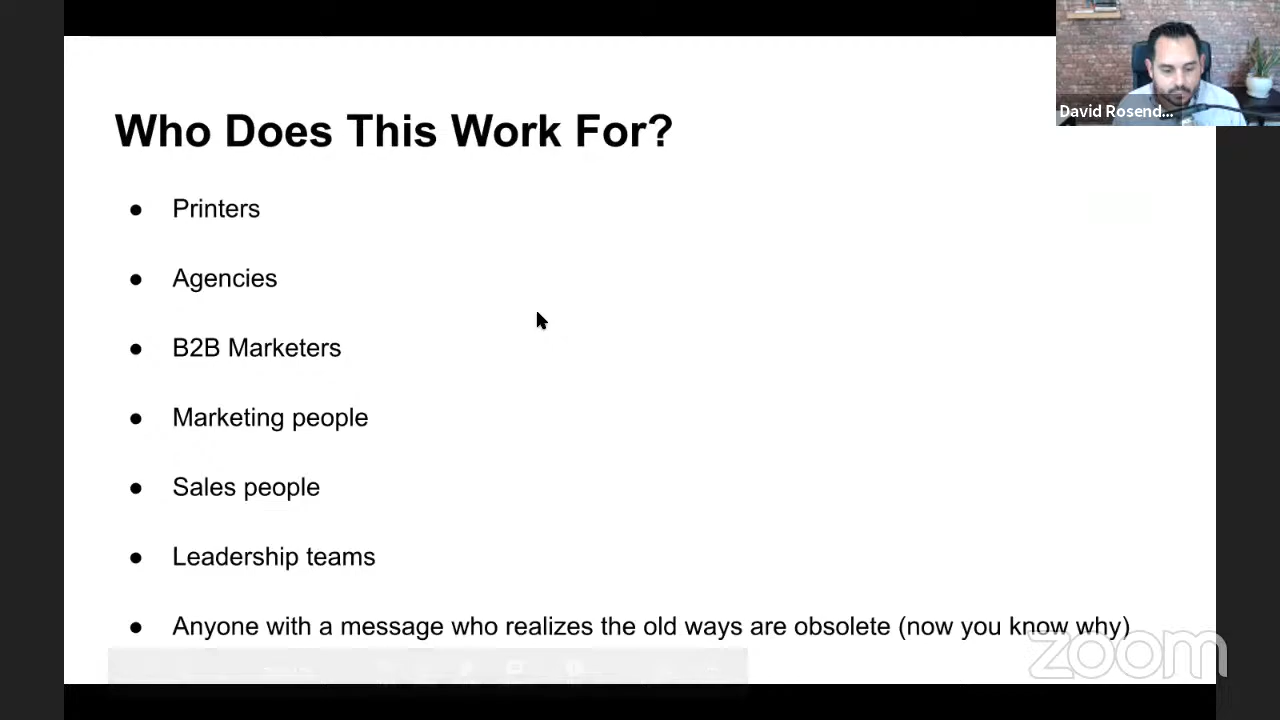 Who Does This Work For?
● Printers
● Agencies
● B2B Marketers
● Marketing people
● Sales people
● Leadership teams
● Anyone with a message who realizes the old ways are obsolete (now you know why)
David Rosend...
zoom